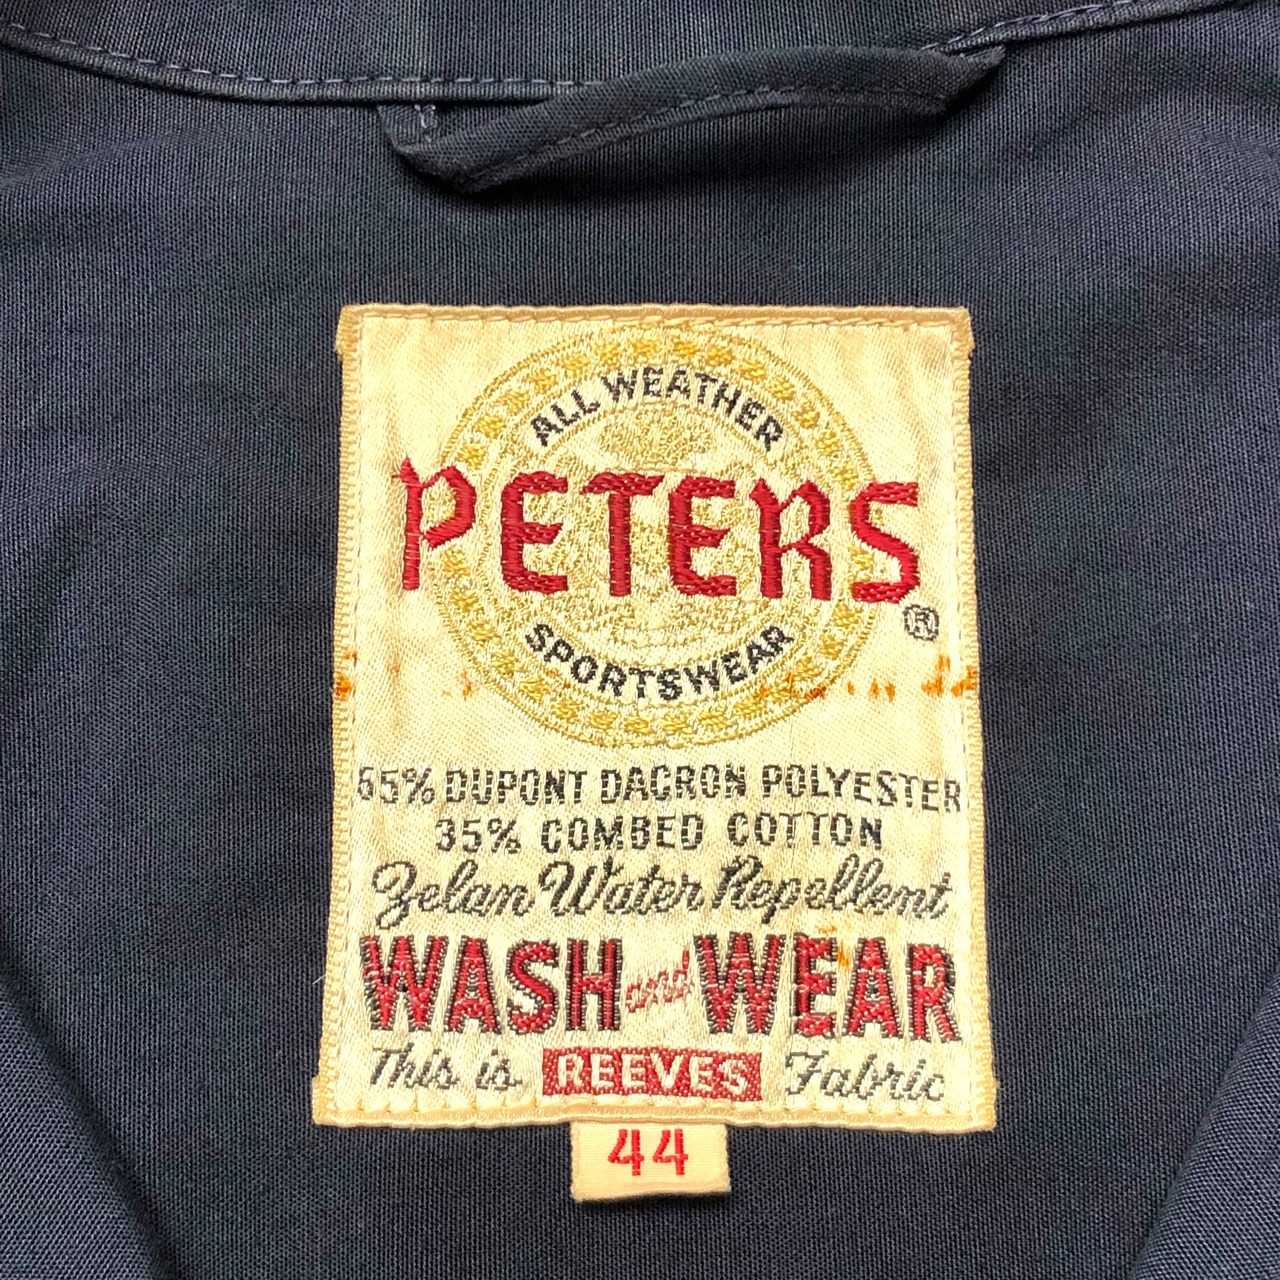 ALL WEATHER
PETERS
®
SPORTSWEAR
65% DUPONT DACRON POLYESTER
35% COMBED COTTON
Zelan Water Repellent
WASH and WEAR
This is REEVES Fabric
44